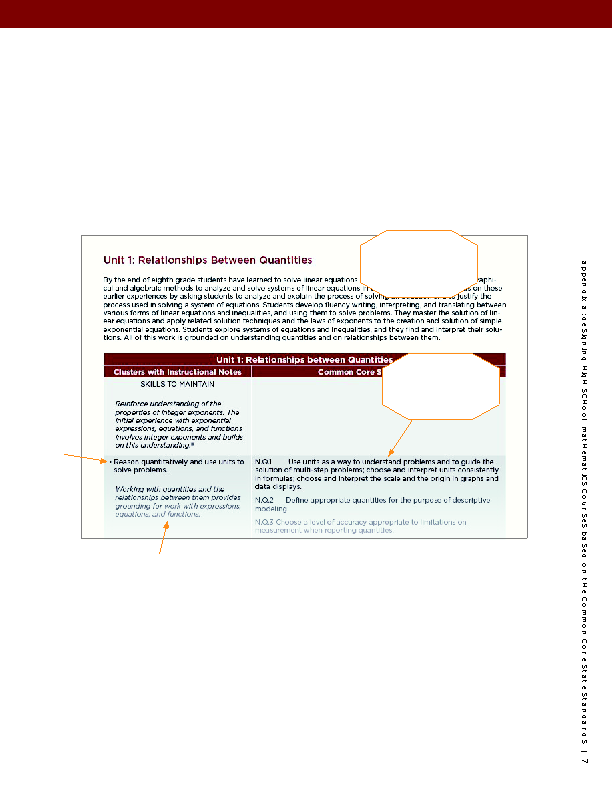 Unit 1: Relationships Between Quantities
By the end of eighth grade students have learned to solve linear equations
cal and algebraic methods to analyze and solve systems of linear equations in on these
earlier experiences by asking students to analyze and explain the process of solving justify the
process used in solving a system of equations. Students develop fluency writing, interpreting, and translating between
various forms of linear equations and inequalities, and using them to solve problems. They master the solution of lin-
ear equations and apply related solution techniques and the laws of exponents to the creation and solution of simple
exponential equations. Students explore systems of equations and inequalities, and they find and interpret their solu-
tions. All of this work is grounded on understanding quantities and on relationships between them.
Unit 1: Relationships between Quantities
Clusters with Instructional Notes
Common Core S
SKILLS TO MAINTAIN
Reinforce understanding of the
properties of integer exponents. The
initial experience with exponential
expressions, equations, and functions
involves integer exponents and builds
on this understanding.*
• Reason quantitatively and use units to
solve problems.
Working with quantities and the
relationships between them provides
grounding for work with expressions,
equations, and functions.
N.Q.1 Use units as a way to understand problems and to guide the
solution of multi-step problems; choose and interpret units consistently
in formulas; choose and interpret the scale and the origin in graphs and
data displays.
N.Q.2 Define appropriate quantities for the purpose of descriptive
modeling.
N.Q.3 Choose a level of accuracy appropriate to limitations on
measurement when reporting quantities.
appendix a: deSigning HigH SCHool matHematiCS CourSeS baSed on tHe Common Core State StandardS | 7